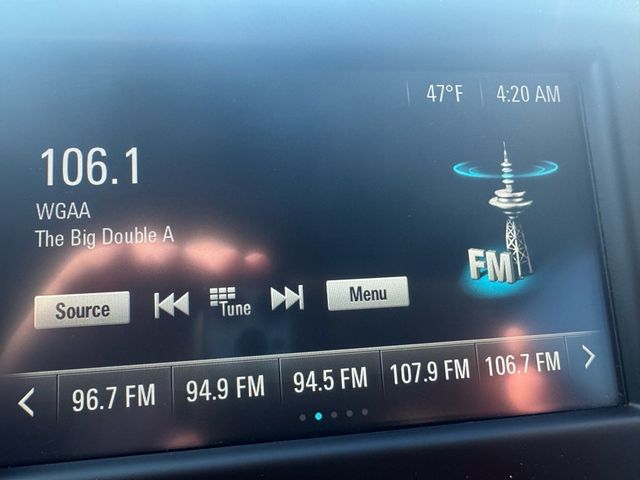 47°F 4:20 AM
106.1
WGAA
The Big Double A
FM
Source Tune Menu
96.7 FM 94.9 FM 94.5 FM 107.9 FM 106.7 FM